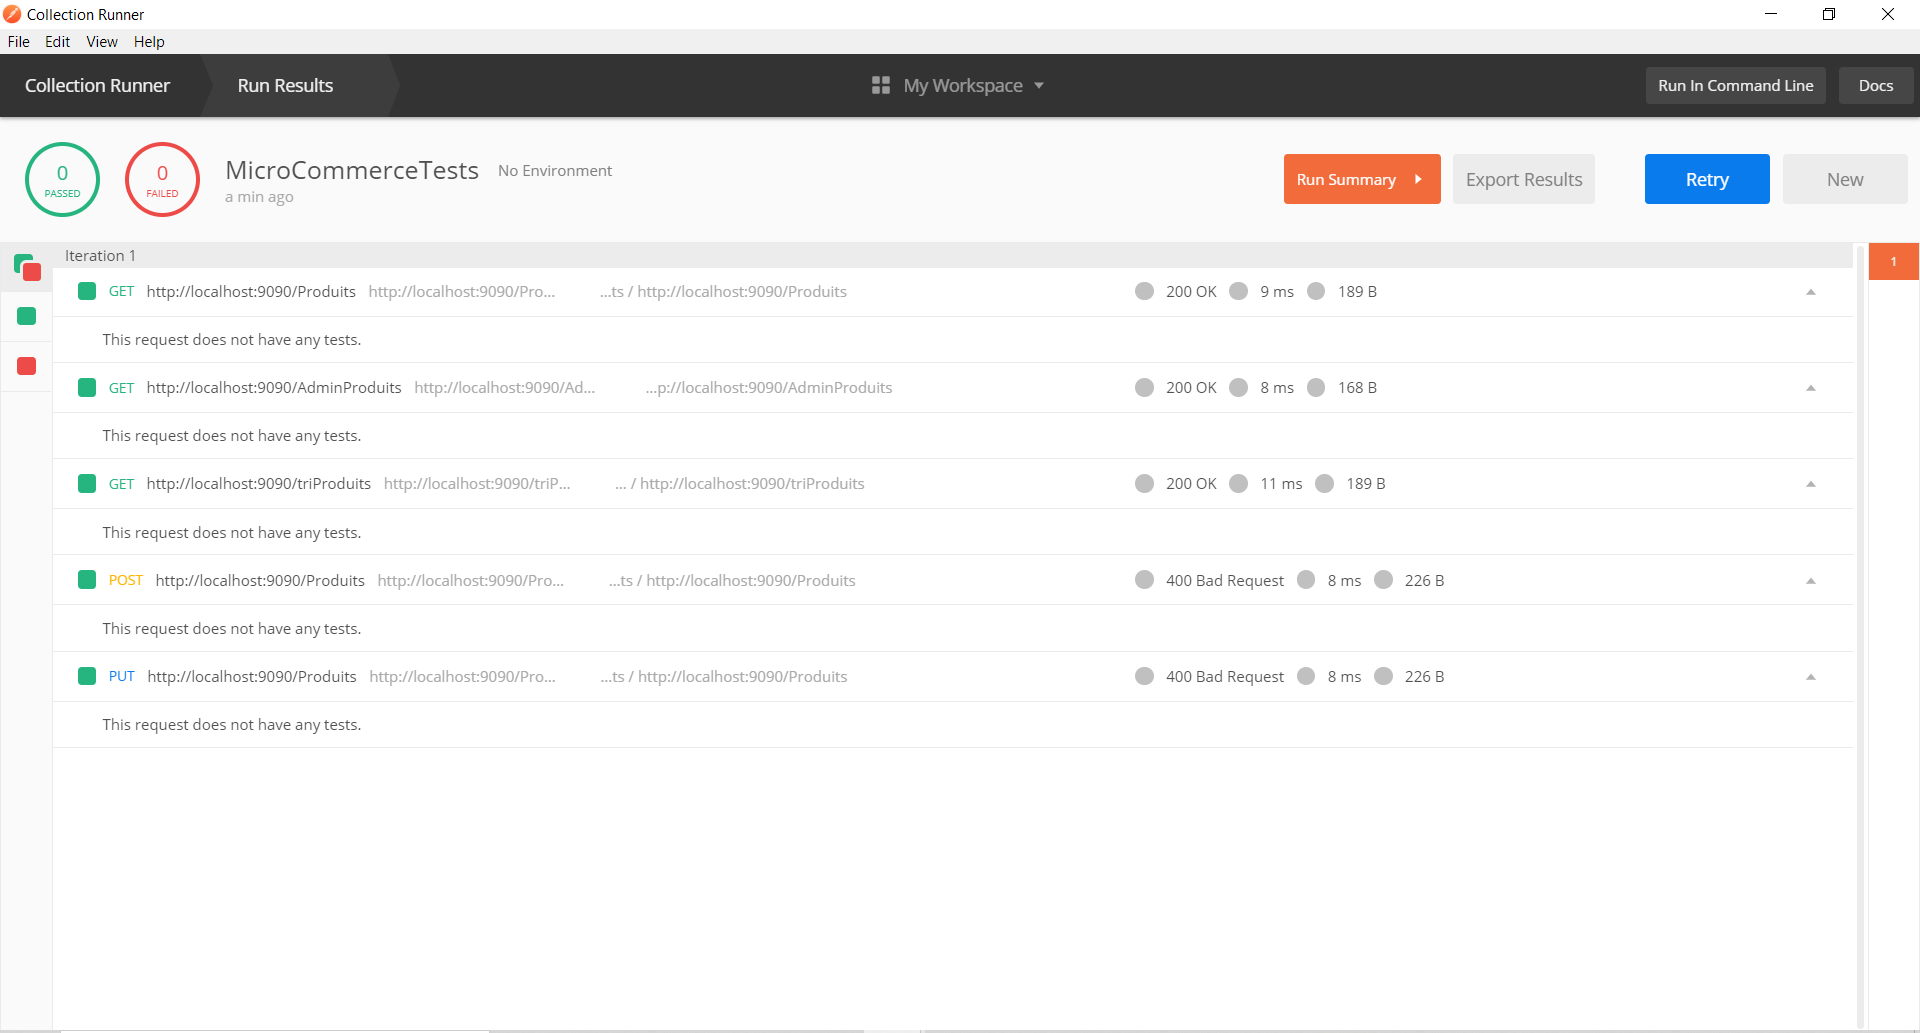 Collection Runner
File Edit View Help
Collection Runner Run Results My Workspace Run In Command Line Docs
0 PASSED
0 FAILED
MicroCommerceTests No Environment
a min ago
Run Summary Export Results Retry New
Iteration 1
1
GET http://localhost:9090/Produits http://localhost:9090/Pro... ...ts / http://localhost:9090/Produits 200 OK 9 ms 189 B
This request does not have any tests.
GET http://localhost:9090/AdminProduits http://localhost:9090/Ad... ...p://localhost:9090/AdminProduits 200 OK 8 ms 168 B
This request does not have any tests.
GET http://localhost:9090/triProduits http://localhost:9090/triP... ... / http://localhost:9090/triProduits 200 OK 11 ms 189 B
This request does not have any tests.
POST http://localhost:9090/Produits http://localhost:9090/Pro... ...ts / http://localhost:9090/Produits 400 Bad Request 8 ms 226 B
This request does not have any tests.
PUT http://localhost:9090/Produits http://localhost:9090/Pro... ...ts / http://localhost:9090/Produits 400 Bad Request 8 ms 226 B
This request does not have any tests.